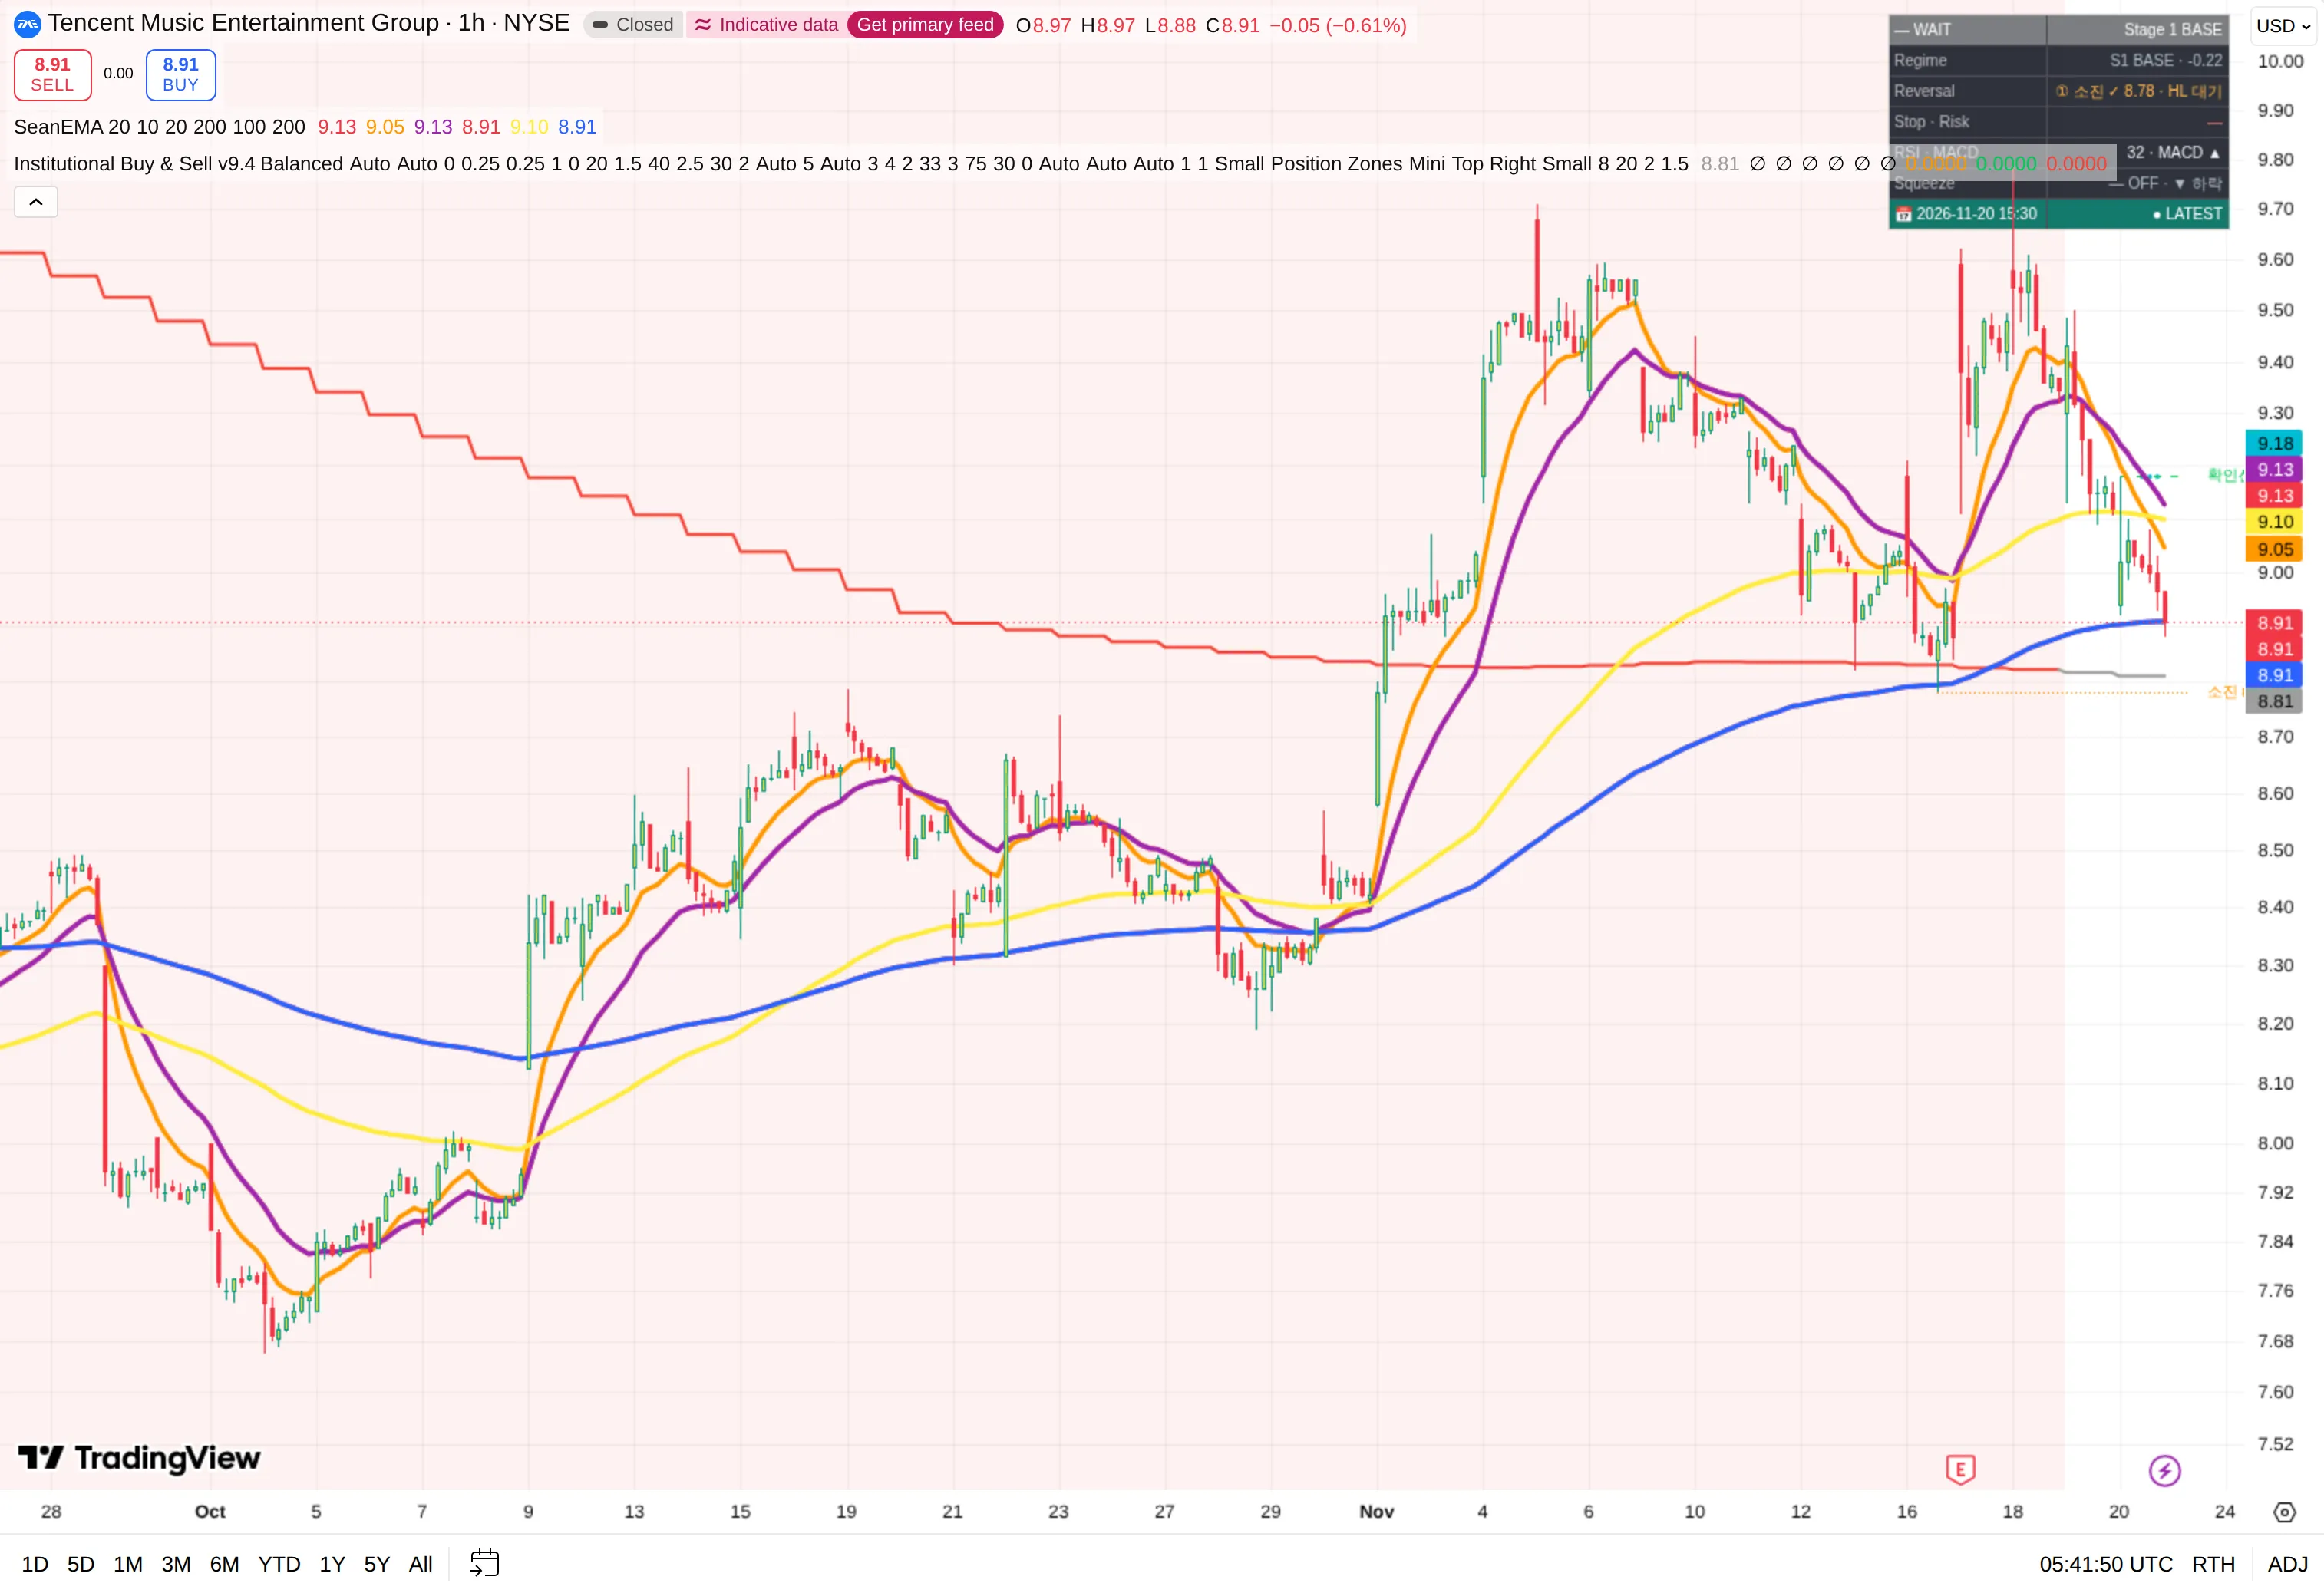 Tencent Music Entertainment Group · 1h · NYSE Closed Indicative data Get primary feed O8.97 H8.97 L8.88 C8.91 −0.05 (−0.61%)
8.91 SELL 0.00 8.91 BUY
SeanEMA 20 10 20 200 100 200 9.13 9.05 9.13 8.91 9.10 8.91
Institutional Buy & Sell v9.4 Balanced Auto Auto 0 0.25 0.25 1 0 20 1.5 40 2.5 30 2 Auto 5 Auto 3 4 2 33 3 75 30 0 Auto Auto Auto 1 1 Small Position Zones Mini Top Right Small 8 20 2 1.5 8.81 ∅ ∅ ∅ ∅ ∅ ∅ 0.0000 0.0000 0.0000
— WAIT Stage 1 BASE
Regime S1 BASE · -0.22
Reversal ① 소진 ✓ 8.78 · HL 대기
Stop · Risk —
RSI · MACD 32 · MACD ▲
Squeeze — OFF · ▼ 하락
📅 2026-11-20 15:30 ● LATEST
USD
10.00
9.90
9.80
9.70
9.60
9.50
9.40
9.30
9.18
9.13
9.13
9.10
9.05
9.00
8.91
8.91
8.91
8.81
8.70
8.60
8.50
8.40
8.30
8.20
8.10
8.00
7.92
7.84
7.76
7.68
7.60
7.52
소진
TradingView
E
28 Oct 5 7 9 13 15 19 21 23 27 29 Nov 4 6 10 12 16 18 20 24
1D 5D 1M 3M 6M YTD 1Y 5Y All 05:41:50 UTC RTH ADJ